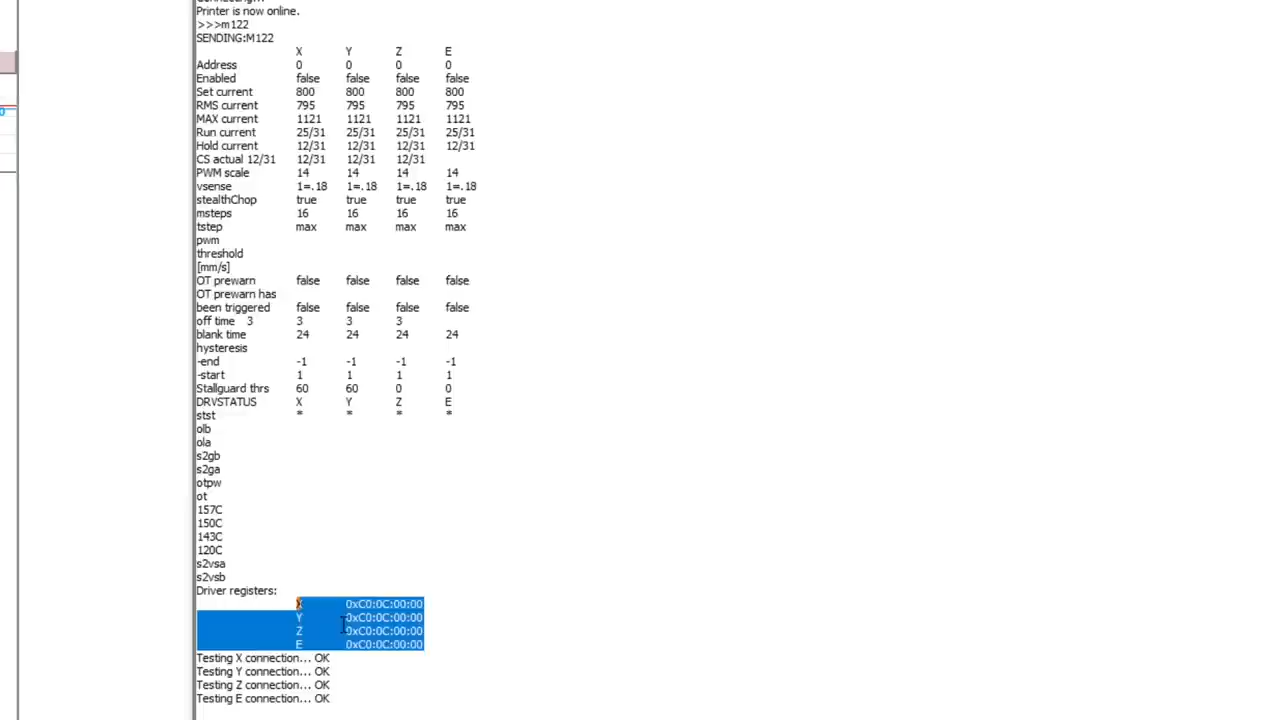 Printer is now online.
>>>m122
SENDING:M122
X Y Z E
Address 0 0 0 0
Enabled false false false false
Set current 800 800 800 800
RMS current 795 795 795 795
MAX current 1121 1121 1121 1121
Run current 25/31 25/31 25/31 25/31
Hold current 12/31 12/31 12/31 12/31
CS actual 12/31 12/31 12/31 12/31
PWM scale 14 14 14 14
vsense 1=.18 1=.18 1=.18 1=.18
stealthChop true true true true
msteps 16 16 16 16
tstep max max max max
pwm
threshold
[mm/s]
OT prewarn false false false false
OT prewarn has
been triggered false false false false
off time 3 3 3 3
blank time 24 24 24 24
hysteresis
-end -1 -1 -1 -1
-start 1 1 1 1
Stallguard thrs 60 60 0 0
DRVSTATUS X Y Z E
stst * * * *
olb
ola
s2gb
s2ga
otpw
ot
157C
150C
143C
120C
s2vsa
s2vsb
Driver registers:
X 0xC0:0C:00:00
Y 0xC0:0C:00:00
Z 0xC0:0C:00:00
E 0xC0:0C:00:00
Testing X connection... OK
Testing Y connection... OK
Testing Z connection... OK
Testing E connection... OK